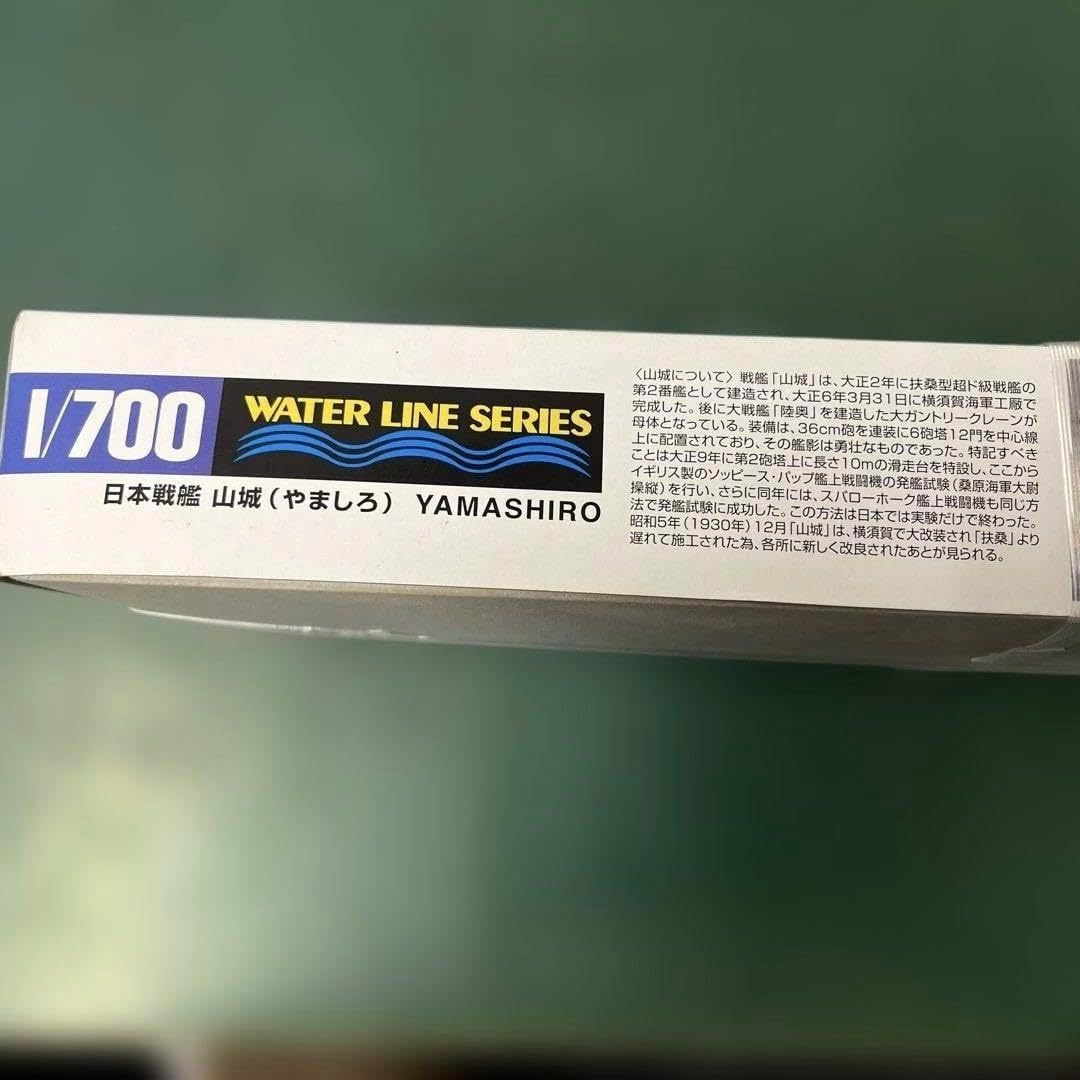 1/700
WATER LINE SERIES
日本戦艦 山城（やましろ） YAMASHIRO
〈山城について〉戦艦「山城」は、大正2年に扶桑型超ド級戦艦の
第2番艦として建造され、大正6年3月31日に横須賀海軍工廠で
完成した。後に大戦艦「陸奥」を建造した大ガントリークレーンが
母体となっている。装備は、36cm砲を連装に6砲塔12門を中心線
上に配置されており、その艦影は勇壮なものであった。特記すべき
ことは大正9年に第2砲塔上に長さ10mの滑走台を特設し、ここから
イギリス製のソッピース・パップ艦上戦闘機の発艦試験（桑原海軍大尉
操縦）を行い、さらに同年には、スパローホーク艦上戦闘機も同じ方
法で発艦試験に成功した。この方法は日本では実験だけで終わった。
昭和5年（1930年）12月「山城」は、横須賀で大改装され「扶桑」より
遅れて施工された為、各所に新しく改良されたあとが見られる。